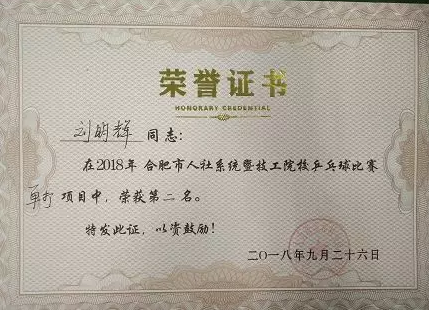 荣誉证书
HONORARY CREDENTIAL
刘明辉 同志：
在2018年 合肥市人社系统暨技工院校乒乓球比赛
单打 项目中，荣获第二名。
特发此证，以资鼓励！
二〇一八年九月二十六日